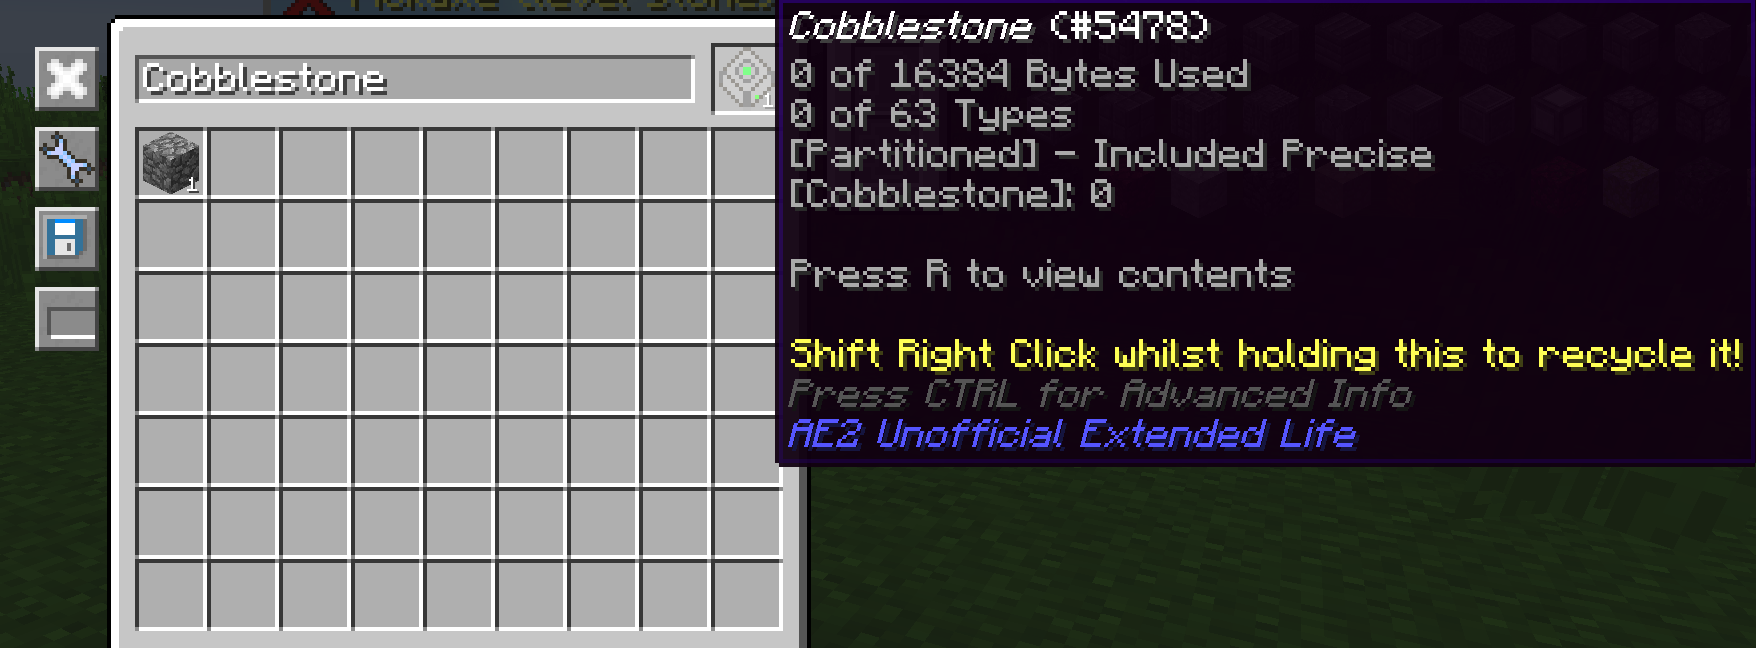 Cobblestone
1
1
Cobblestone (#5478)
0 of 16384 Bytes Used
0 of 63 Types
[Partitioned] - Included Precise
[Cobblestone]: 0
Press R to view contents
Shift Right Click whilst holding this to recycle it!
Press CTRL for Advanced Info
AE2 Unofficial Extended Life